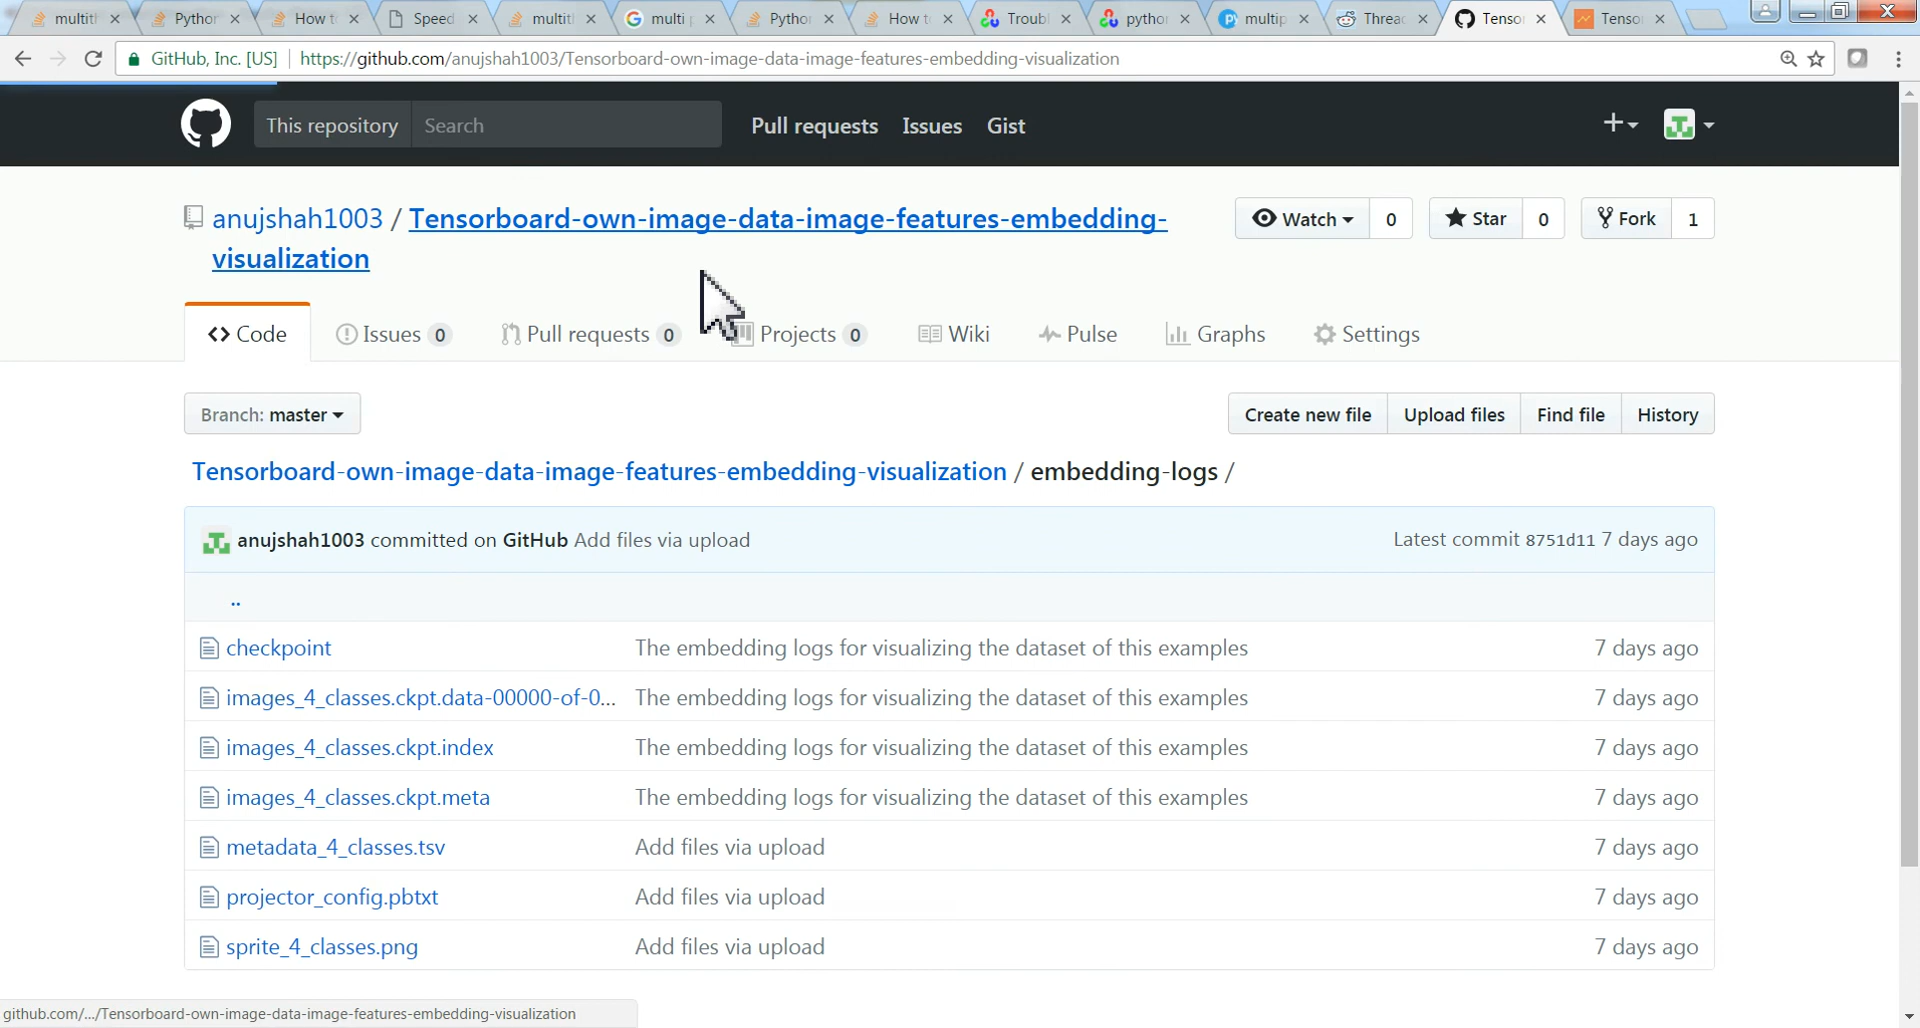 multitl
Python
How to
Speed
multitl
multi p
Python
How to
Troubl
python
multip
Threa
Tensor
Tensor
GitHub, Inc. [US] https://github.com/anujshah1003/Tensorboard-own-image-data-image-features-embedding-visualization
This repository Search Pull requests Issues Gist
anujshah1003 / Tensorboard-own-image-data-image-features-embedding-
visualization
Watch 0 Star 0 Fork 1
Code Issues 0 Pull requests 0 Projects 0 Wiki Pulse Graphs Settings
Branch: master Create new file Upload files Find file History
Tensorboard-own-image-data-image-features-embedding-visualization / embedding-logs /
anujshah1003 committed on GitHub Add files via upload Latest commit 8751d11 7 days ago
..
checkpoint The embedding logs for visualizing the dataset of this examples 7 days ago
images_4_classes.ckpt.data-00000-of-0... The embedding logs for visualizing the dataset of this examples 7 days ago
images_4_classes.ckpt.index The embedding logs for visualizing the dataset of this examples 7 days ago
images_4_classes.ckpt.meta The embedding logs for visualizing the dataset of this examples 7 days ago
metadata_4_classes.tsv Add files via upload 7 days ago
projector_config.pbtxt Add files via upload 7 days ago
sprite_4_classes.png Add files via upload 7 days ago
github.com/.../Tensorboard-own-image-data-image-features-embedding-visualization